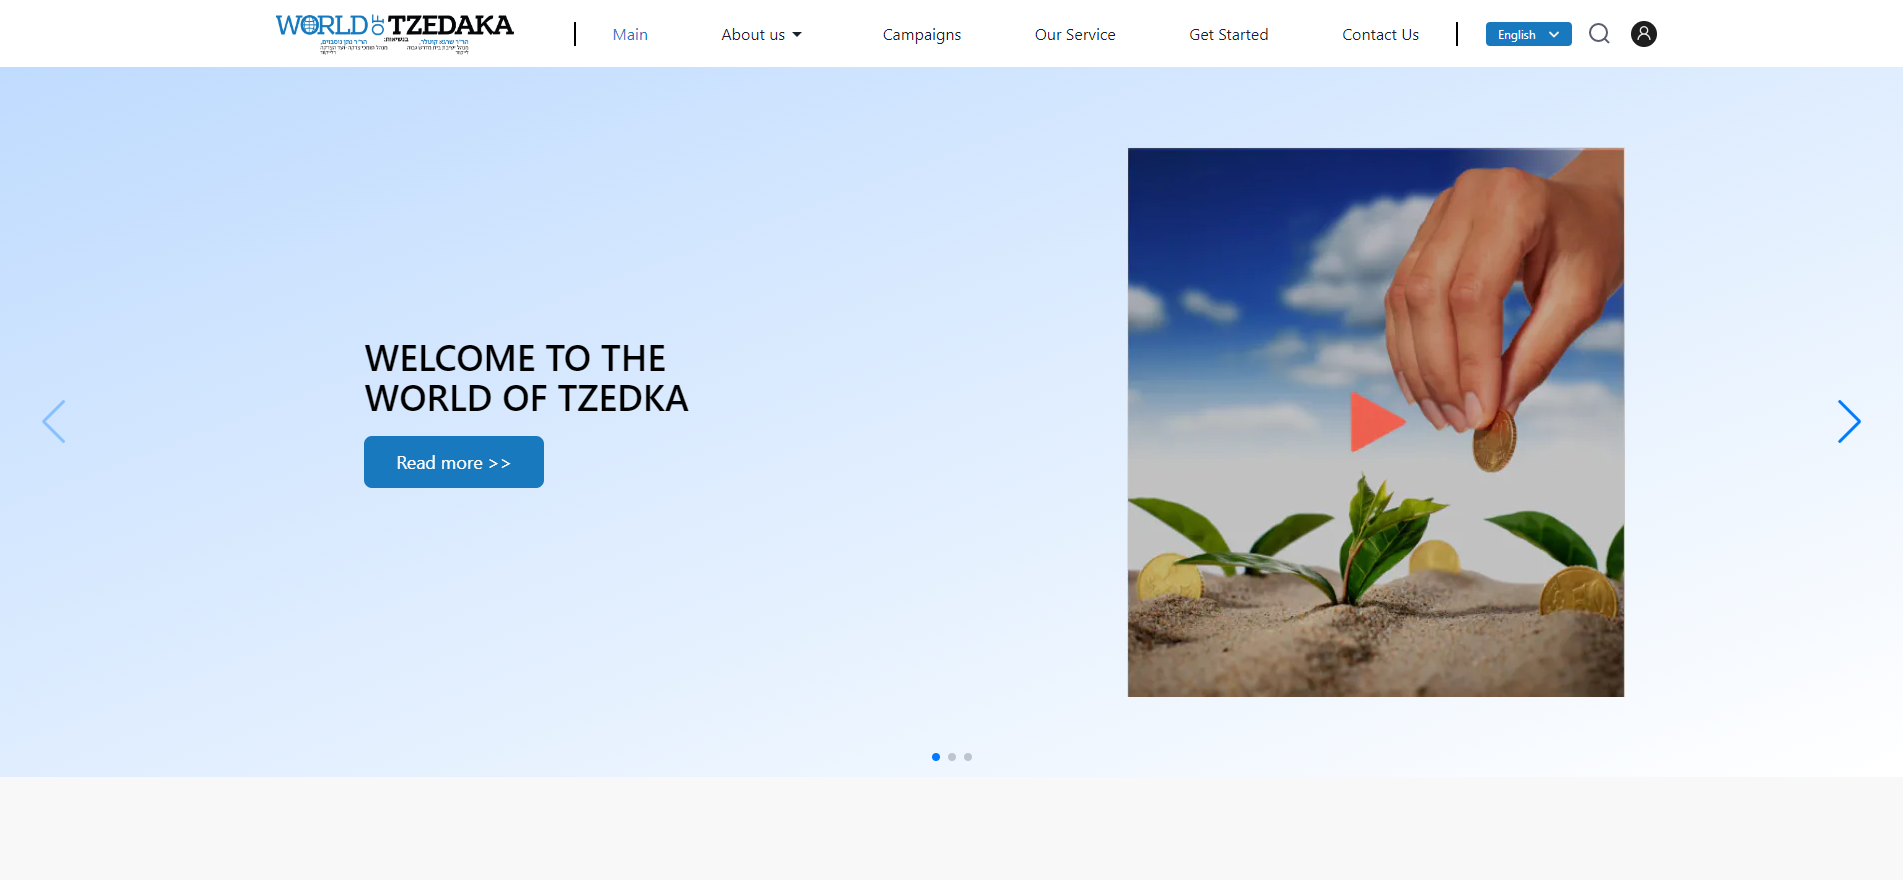 WORLD OF TZEDAKA
בנשיאות:
Main
About us
Campaigns
Our Service
Get Started
Contact Us
English
WELCOME TO THE
WORLD OF TZEDKA
Read more >>